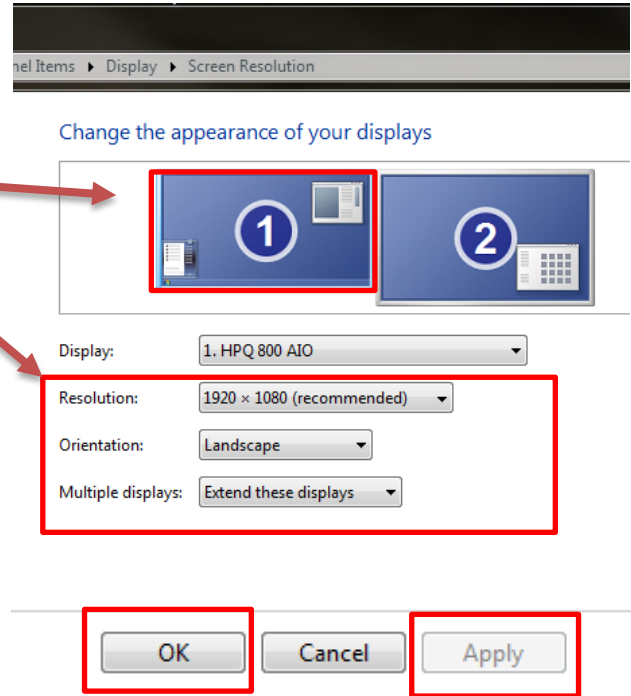 nel Items ▸ Display ▸ Screen Resolution
Change the appearance of your displays
1 2
Display: 1. HPQ 800 AIO
Resolution: 1920 × 1080 (recommended)
Orientation: Landscape
Multiple displays: Extend these displays
OK Cancel Apply